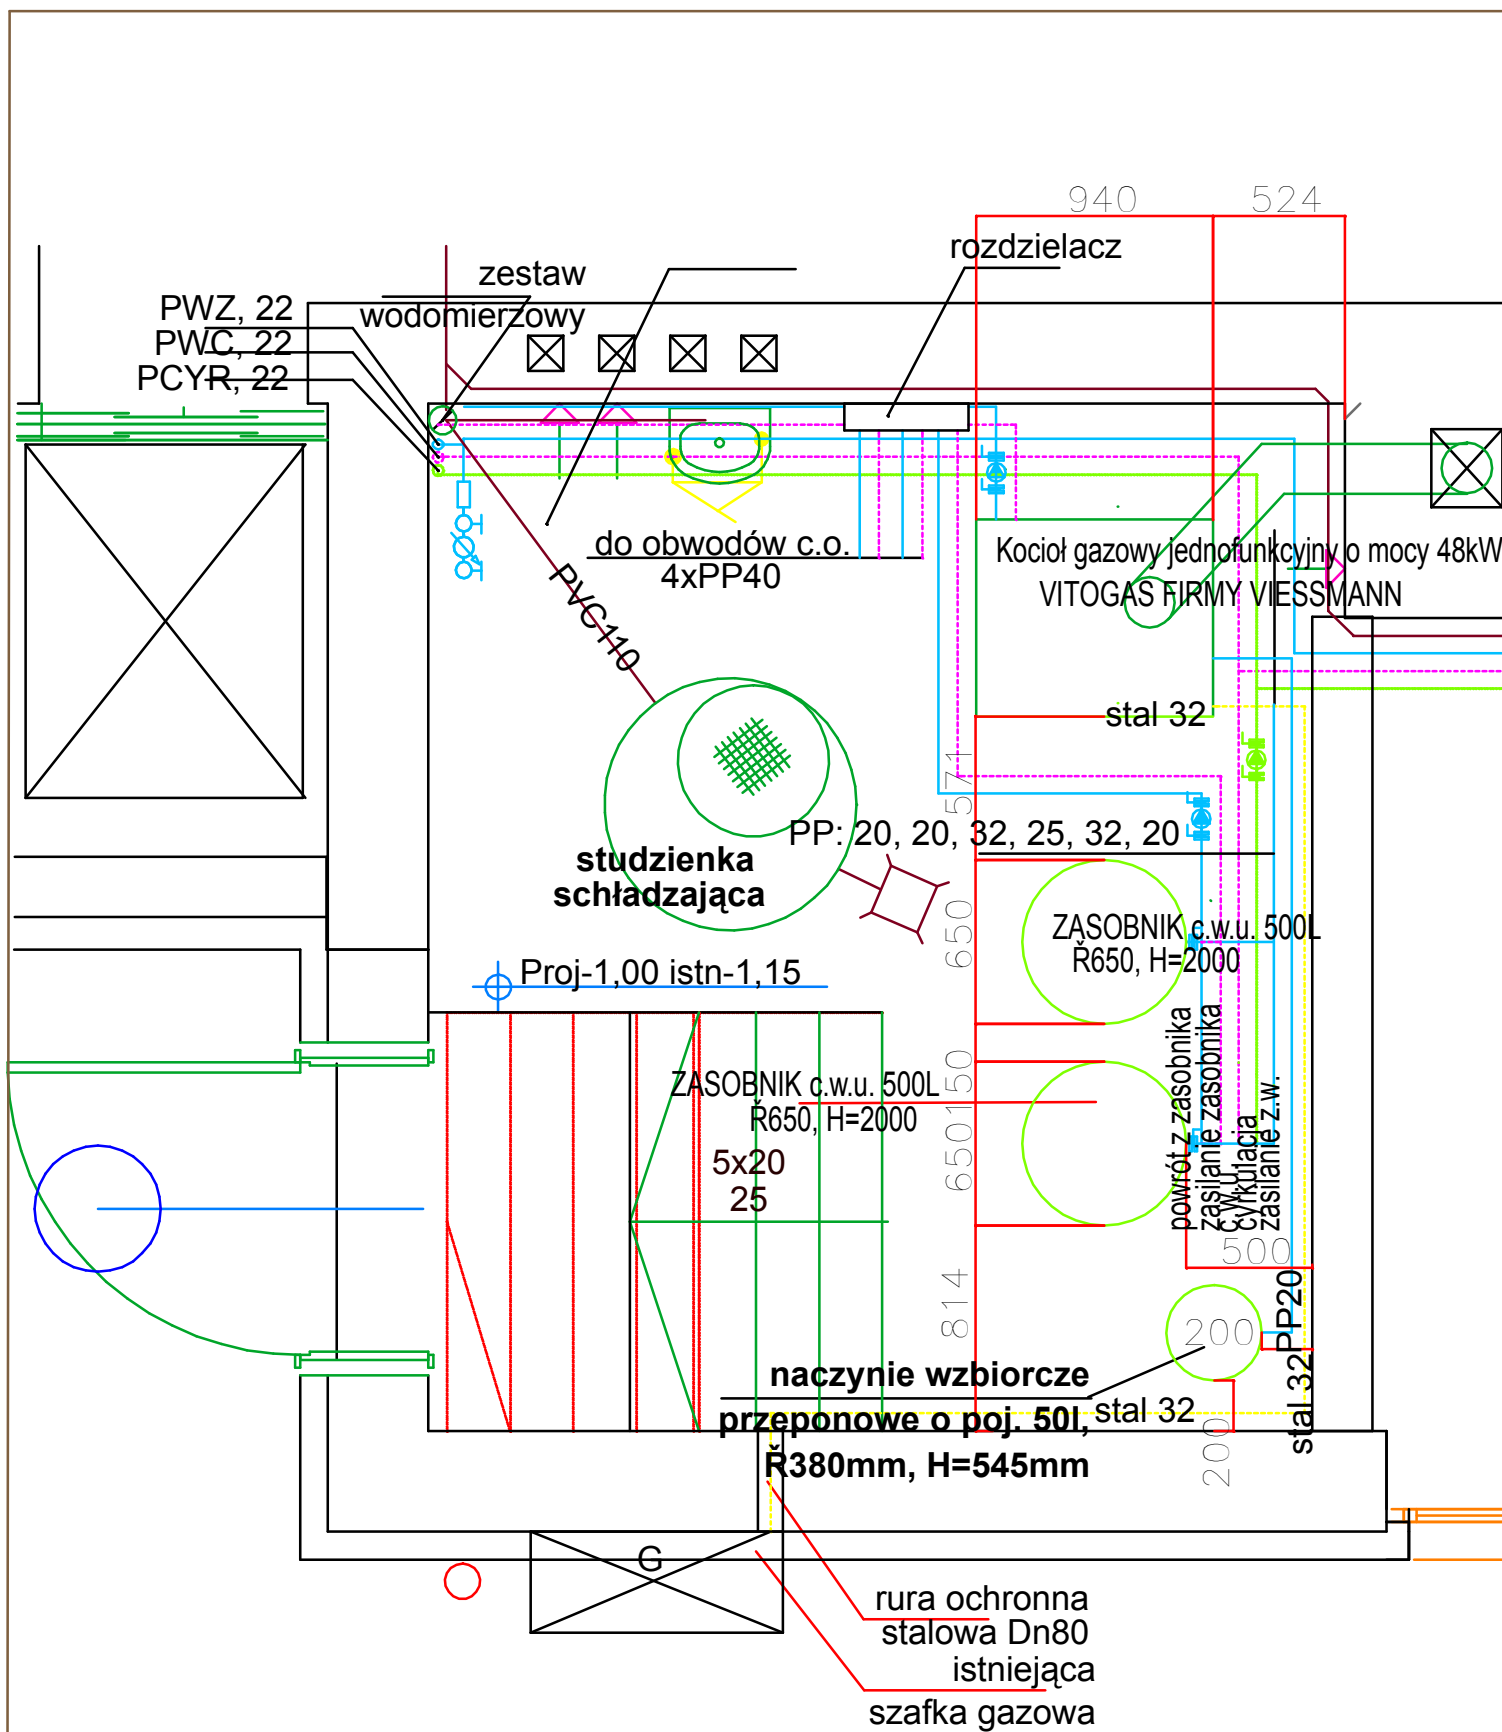 940
524
rozdzielacz
zestaw
wodomierzowy
PWZ, 22
PWC, 22
PCYR, 22
do obwodów c.o.
4xPP40
Kocioł gazowy jednofunkcyjny o mocy 48kW
VITOGAS FIRMY VIESSMANN
PVC110
stal 32
571
PP: 20, 20, 32, 25, 32, 20
studzienka
schładzająca
650
ZASOBNIK c.w.u. 500L
Ř650, H=2000
Proj-1,00 istn-1,15
powrót z zasobnika
zasilanie zasobnika
c.w.u.
cyrkulacja
zasilanie z.w.
150
ZASOBNIK c.w.u. 500L
Ř650, H=2000
650
5x20
25
500
814
200
PP20
stal 32
naczynie wzbiorcze
przeponowe o poj. 50l,
Ř380mm, H=545mm
stal 32
200
G
rura ochronna
stalowa Dn80
istniejąca
szafka gazowa